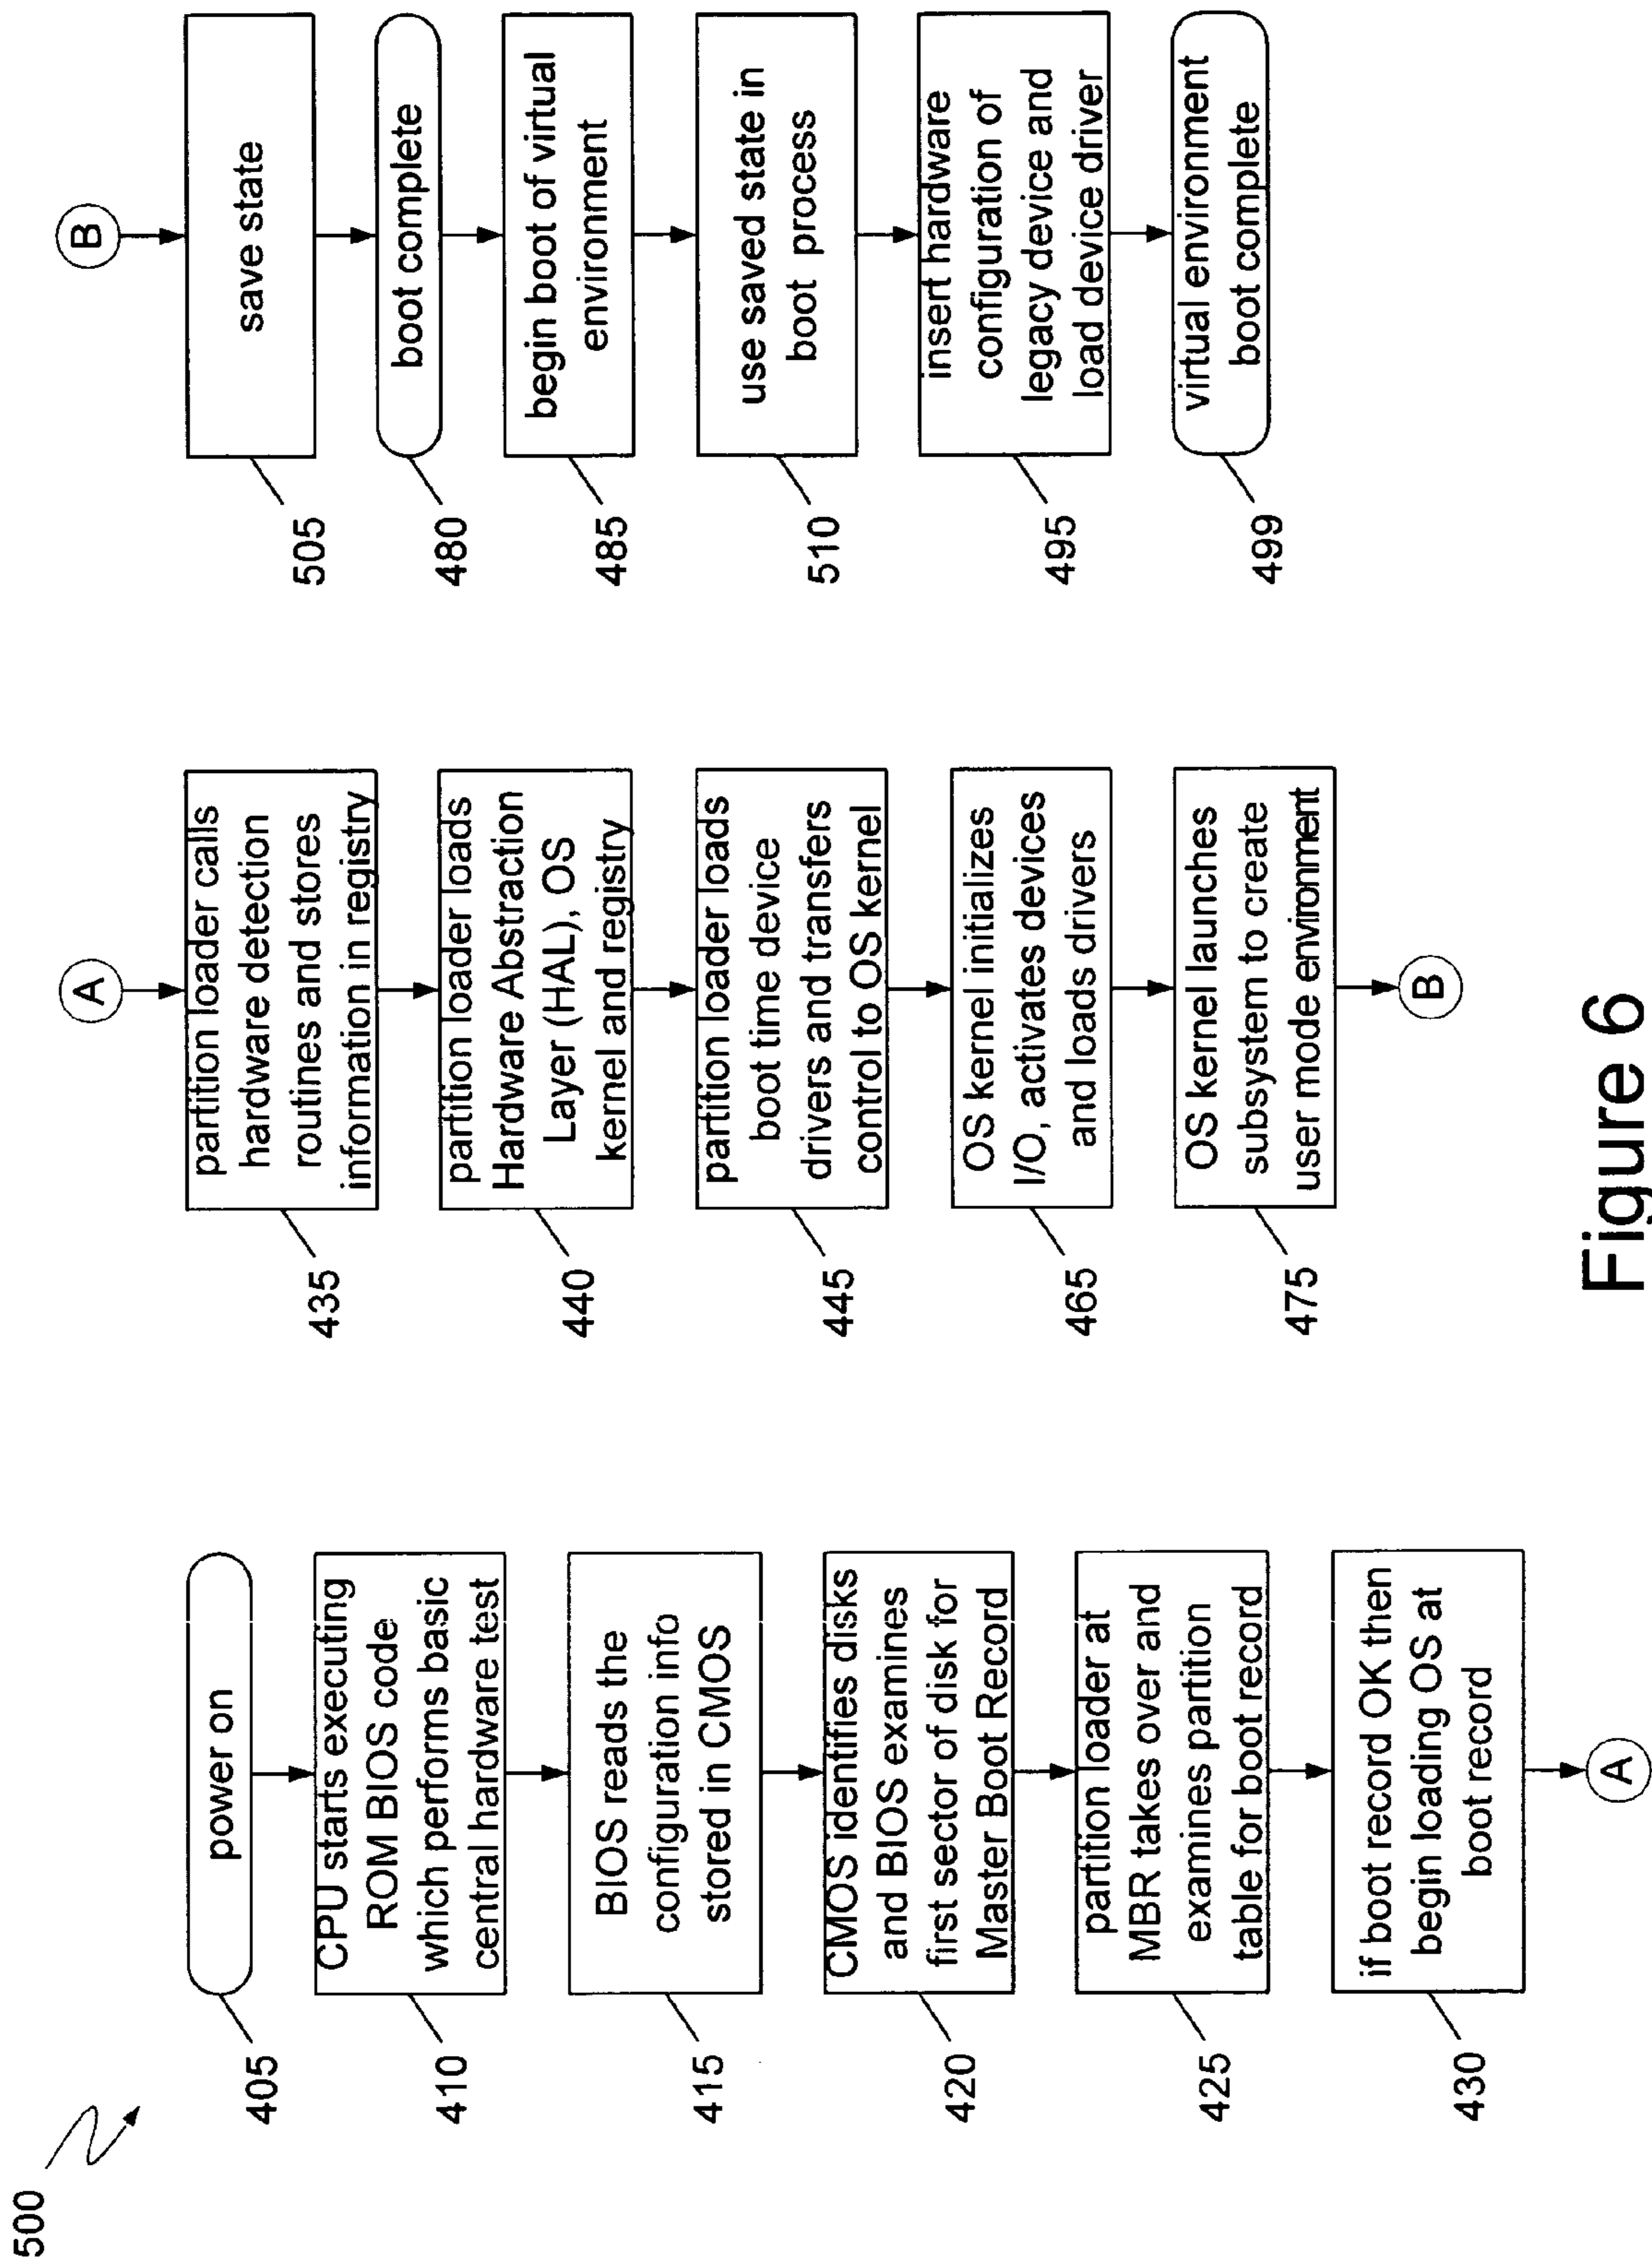 500
405
power on
410
CPU starts executing
ROM BIOS code
which performs basic
central hardware test
415
BIOS reads the
configuration info
stored in CMOS
420
CMOS identifies disks
and BIOS examines
first sector of disk for
Master Boot Record
425
partition loader at
MBR takes over and
examines partition
table for boot record
430
if boot record OK then
begin loading OS at
boot record
A
A
435
partition loader calls
hardware detection
routines and stores
information in registry
440
partition loader loads
Hardware Abstraction
Layer (HAL), OS
kernel and registry
445
partition loader loads
boot time device
drivers and transfers
control to OS kernel
465
OS kernel initializes
I/O, activates devices
and loads drivers
475
OS kernel launches
subsystem to create
user mode environment
B
B
505
save state
480
boot complete
485
begin boot of virtual
environment
510
use saved state in
boot process
495
insert hardware
configuration of
legacy device and
load device driver
499
virtual environment
boot complete
Figure 6